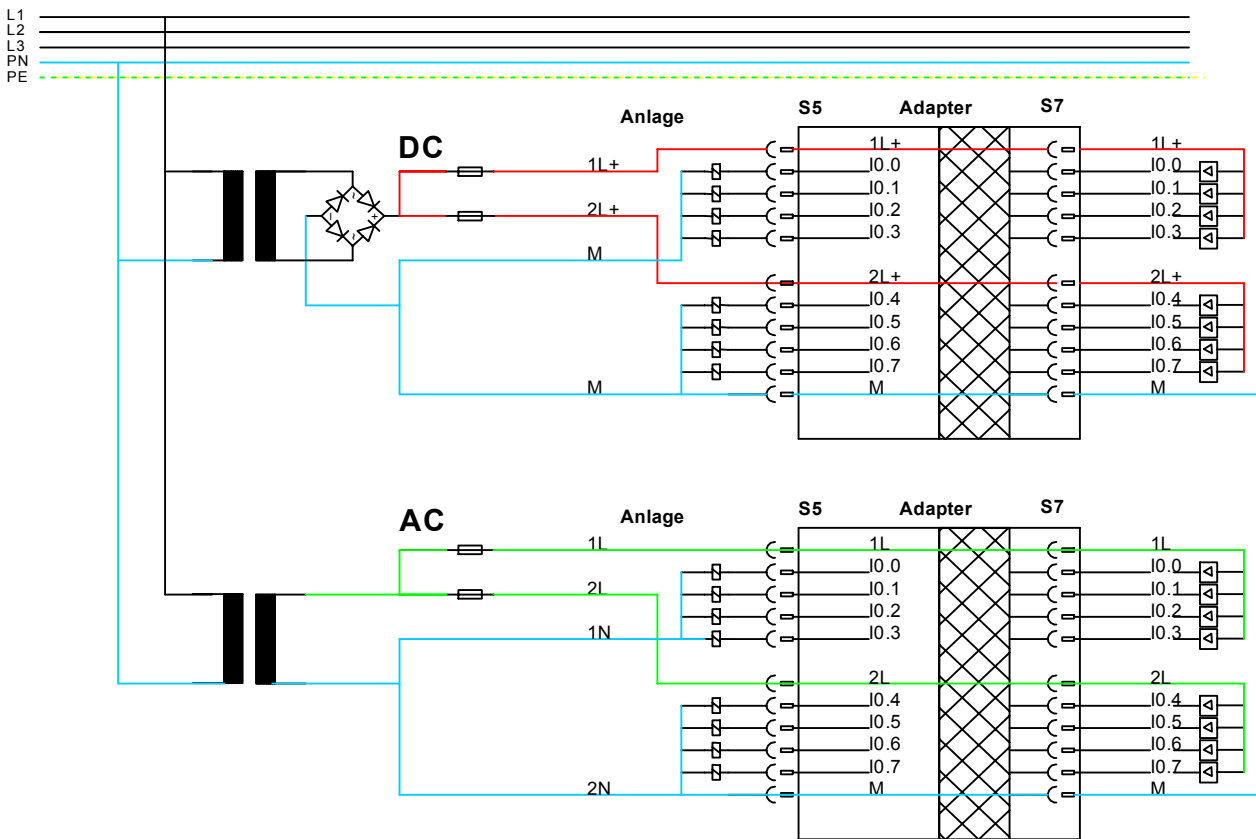 L1
L2
L3
PN
PE
S5 Adapter S7
Anlage
DC
1L+ 1L+ 1L+
I0.0 I0.0
I0.1 I0.1
2L+ I0.2 I0.2
I0.3 I0.3
M
2L+ 2L+
I0.4 I0.4
I0.5 I0.5
I0.6 I0.6
I0.7 I0.7
M M M
~
+
–
~
S5 Adapter S7
Anlage
AC
1L 1L 1L
I0.0 I0.0
2L I0.1 I0.1
I0.2 I0.2
1N I0.3 I0.3
2L 2L
I0.4 I0.4
I0.5 I0.5
I0.6 I0.6
I0.7 I0.7
2N M M